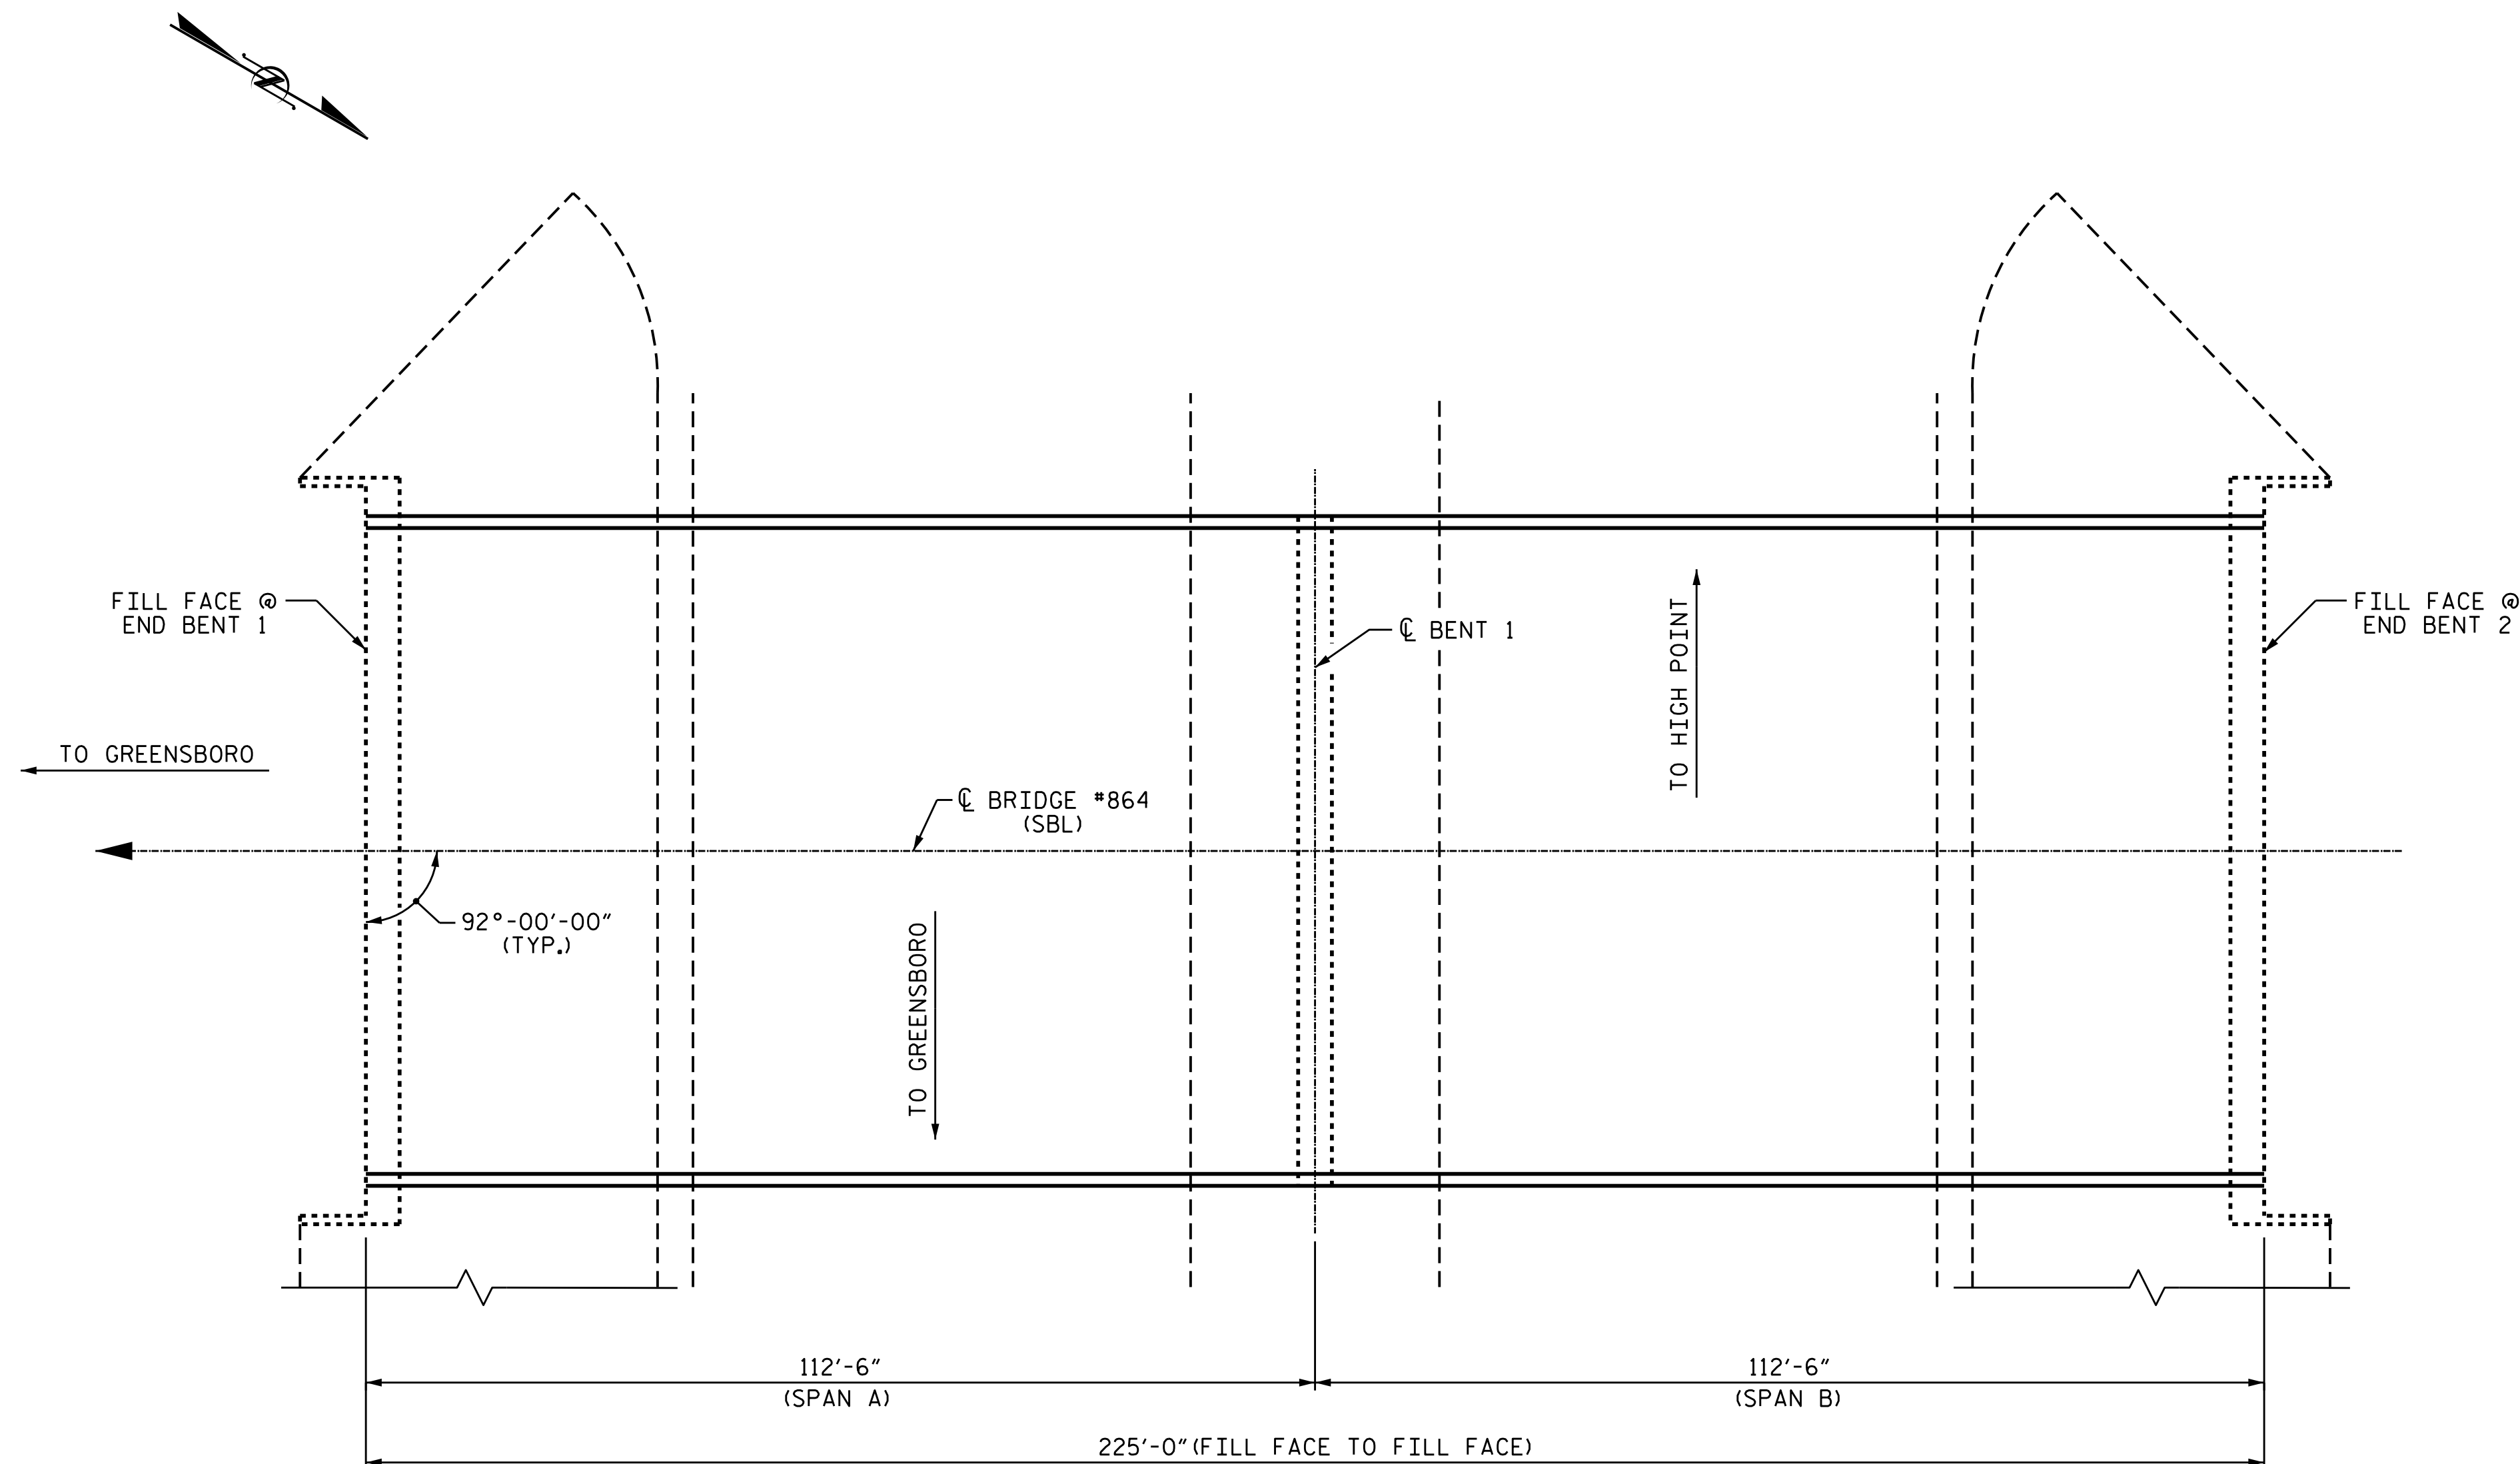 N
FILL FACE @
END BENT 1
FILL FACE @
END BENT 2
℄ BENT 1
TO HIGH POINT
TO GREENSBORO
℄ BRIDGE #864
(SBL)
92°-00'-00"
(TYP.)
TO GREENSBORO
112'-6"
(SPAN A)
112'-6"
(SPAN B)
225'-0"(FILL FACE TO FILL FACE)